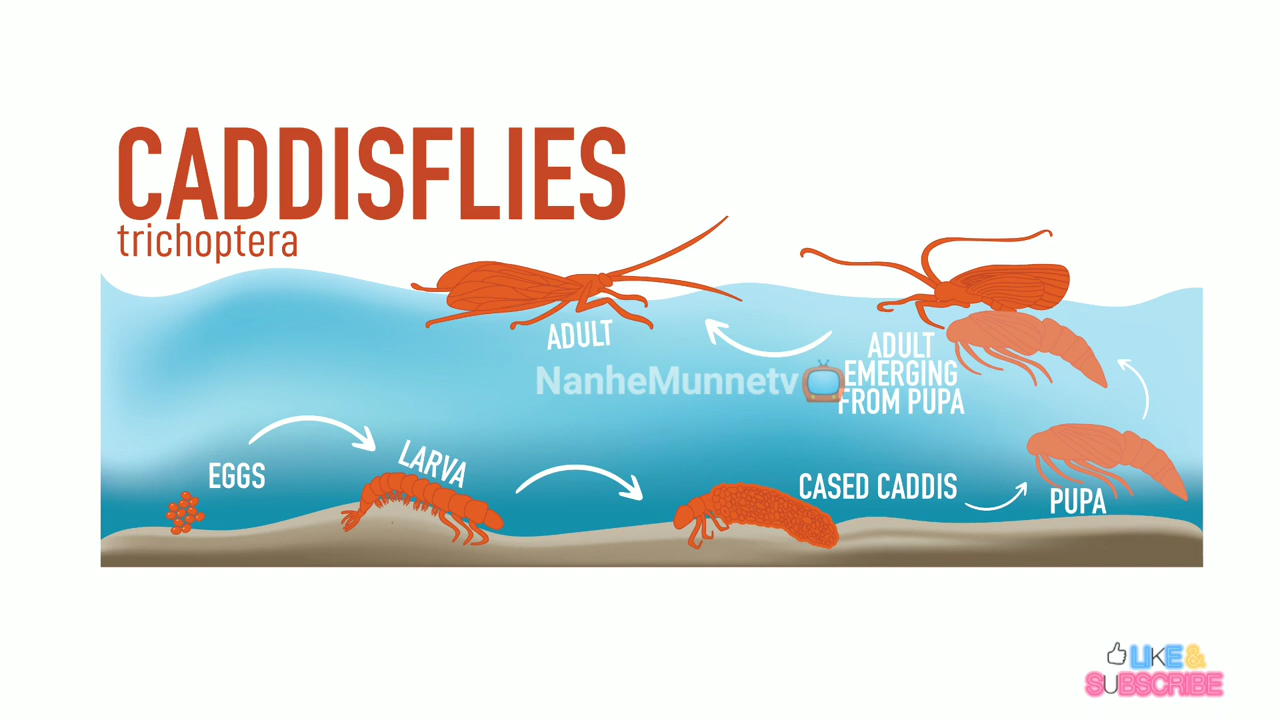 CADDISFLIES
trichoptera
ADULT
ADULT
EMERGING
FROM PUPA
NanheMunnetv
EGGS
LARVA
CASED CADDIS
PUPA
LIKE &
SUBSCRIBE